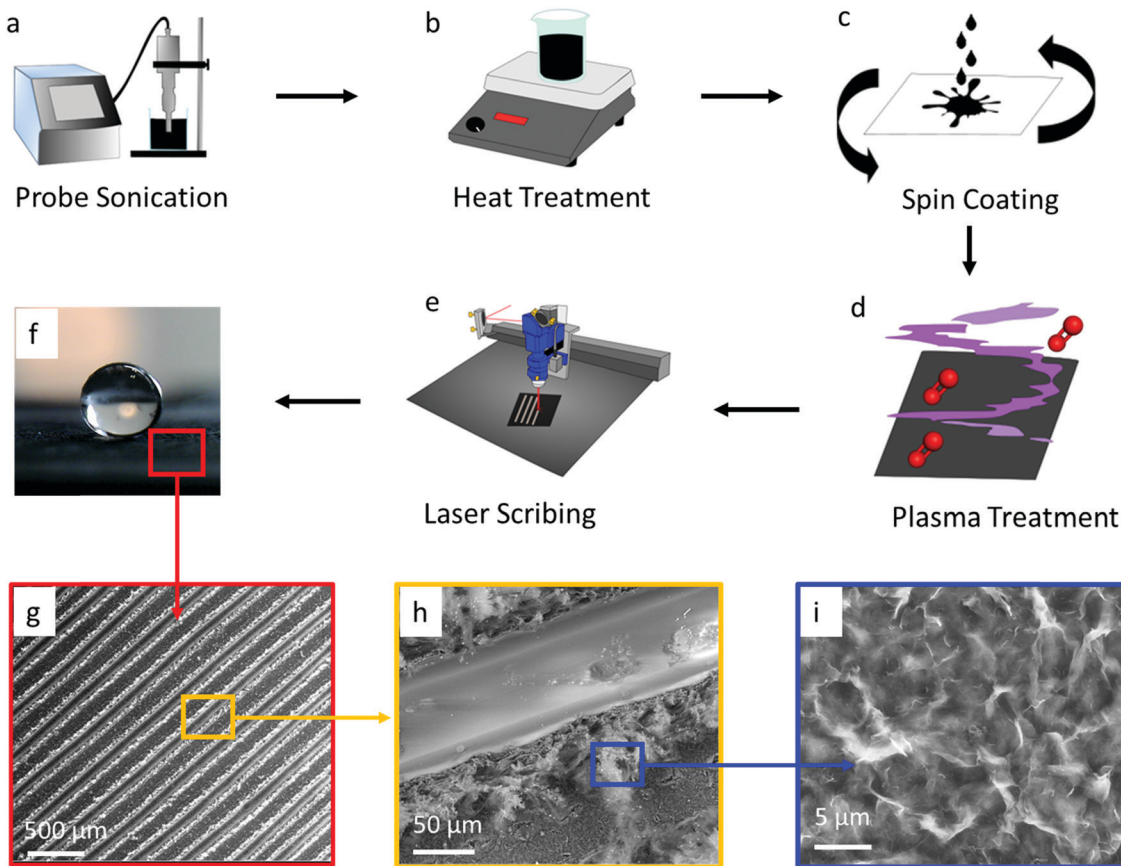 a
b
c
Probe Sonication
Heat Treatment
Spin Coating
f
e
d
Laser Scribing
Plasma Treatment
g
h
i
500 µm
50 µm
5 µm